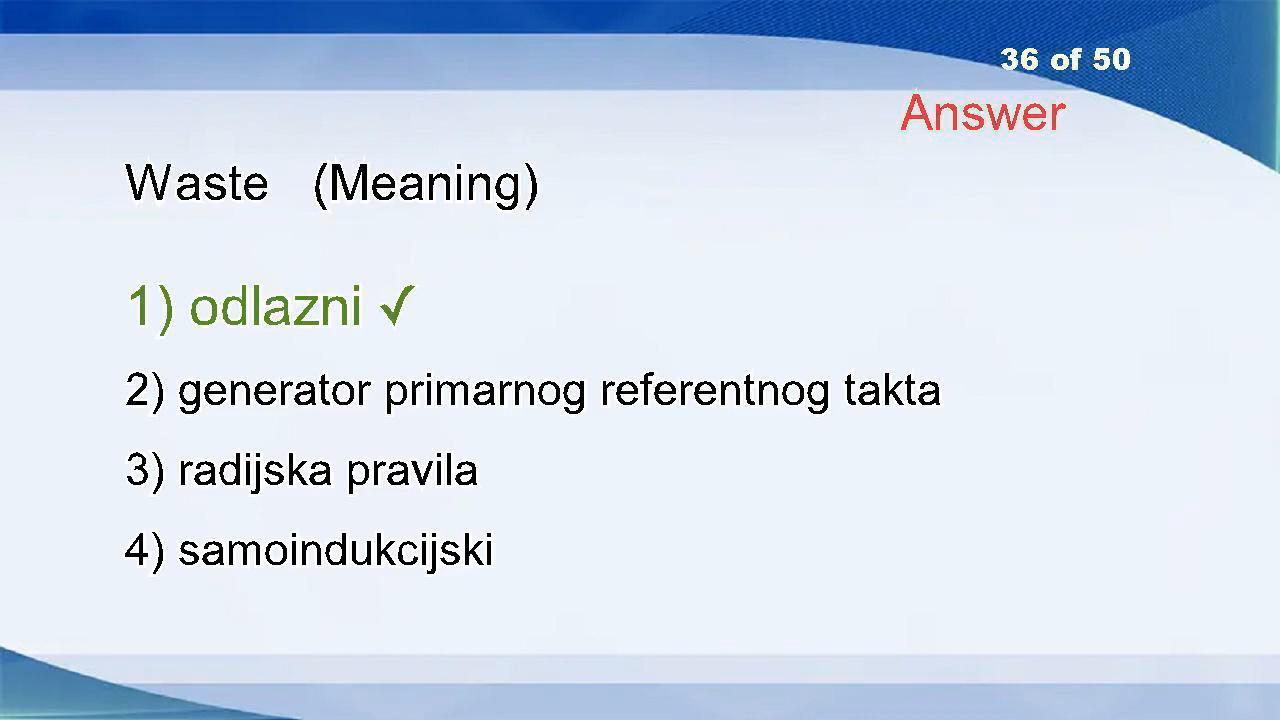 36 of 50
Answer
Waste (Meaning)
1) odlazni ✓
2) generator primarnog referentnog takta
3) radijska pravila
4) samoindukcijski